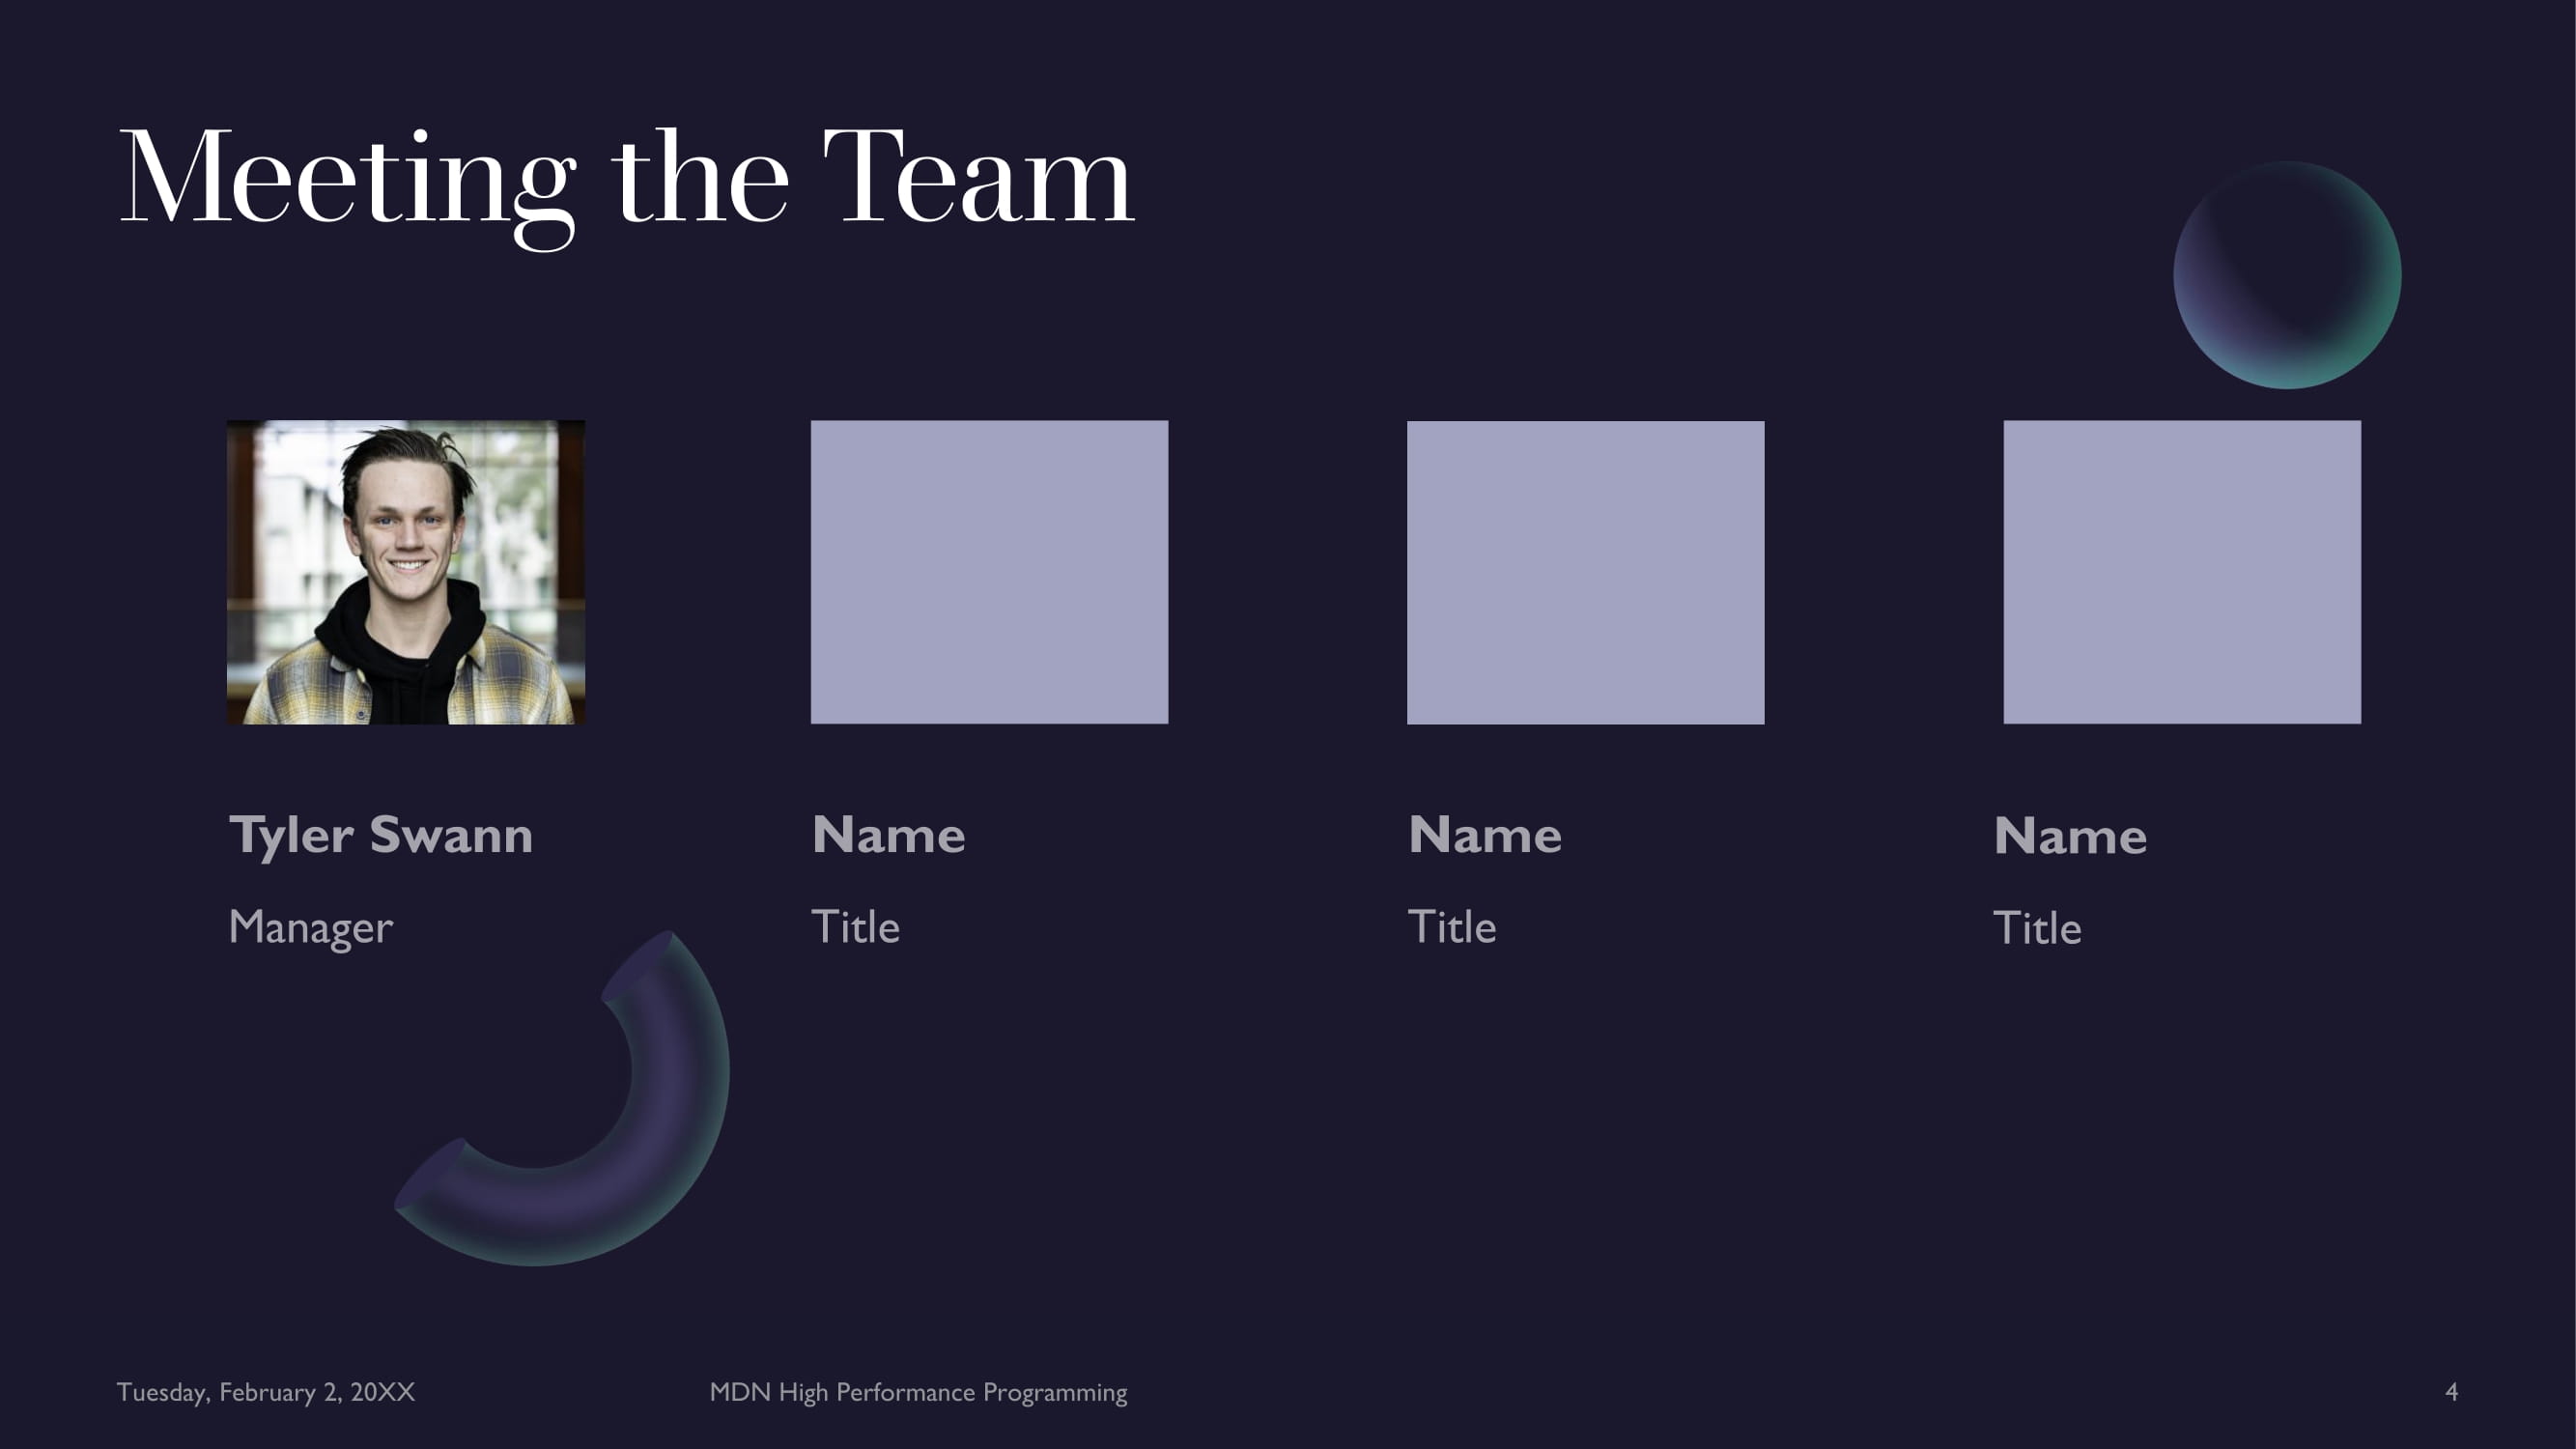 Meeting the Team
Tyler Swann
Manager
Name
Title
Name
Title
Name
Title
Tuesday, February 2, 20XX
MDN High Performance Programming
4